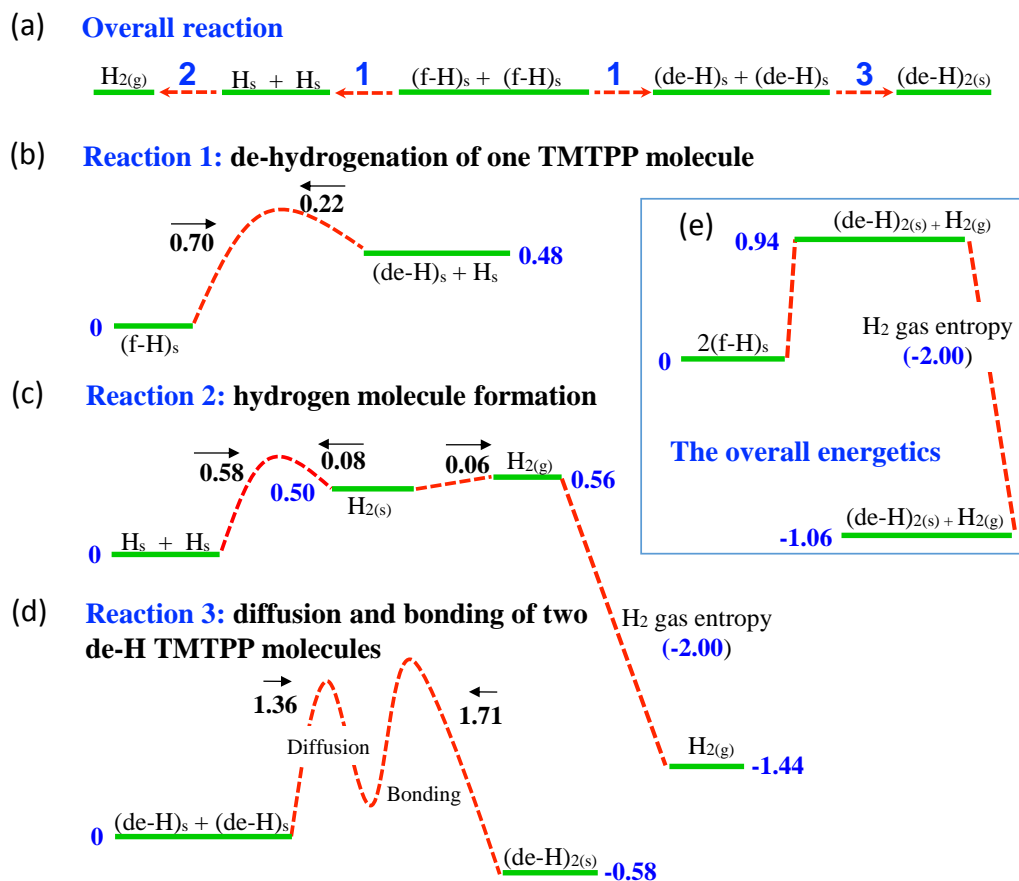 (a) Overall reaction
H2(g) 2 Hs + Hs 1 (f-H)s + (f-H)s 1 (de-H)s + (de-H)s 3 (de-H)2(s)
(b) Reaction 1: de-hydrogenation of one TMTPP molecule
0.22
0.70
0.48
(de-H)s + Hs
0
(f-H)s
(e)
(de-H)2(s) + H2(g)
0.94
H2 gas entropy
(-2.00)
2(f-H)s
0
The overall energetics
(de-H)2(s) + H2(g)
-1.06
(c) Reaction 2: hydrogen molecule formation
0.58
0.08
0.06
H2(g)
0.50
0.56
H2(s)
Hs + Hs
0
H2 gas entropy
(-2.00)
H2(g)
-1.44
(d) Reaction 3: diffusion and bonding of two
de-H TMTPP molecules
1.36
1.71
Diffusion
Bonding
(de-H)s + (de-H)s
0
(de-H)2(s)
-0.58